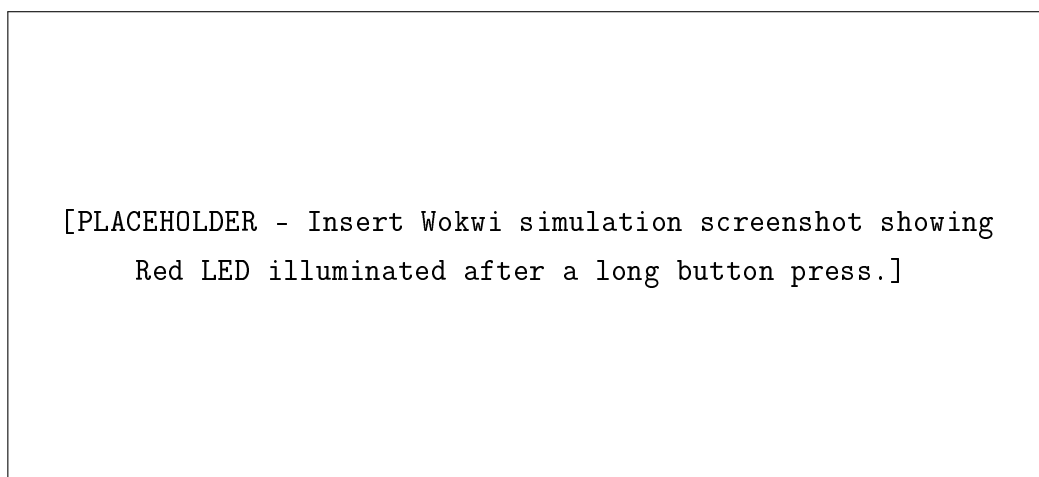 [PLACEHOLDER - Insert Wokwi simulation screenshot showing
Red LED illuminated after a long button press.]